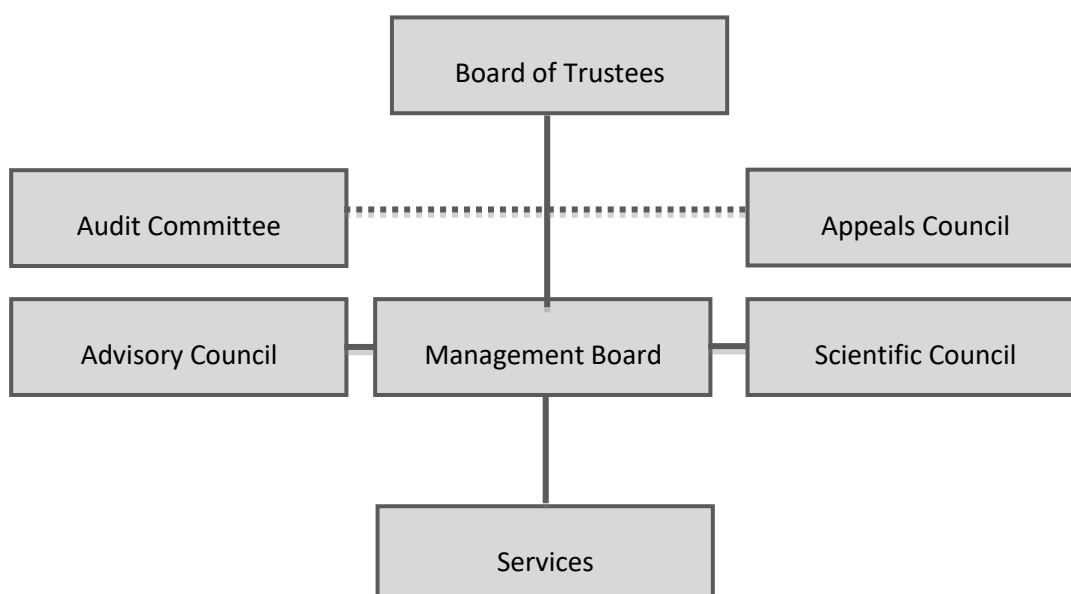 Board of Trustees
Audit Committee
Appeals Council
Advisory Council
Management Board
Scientific Council
Services